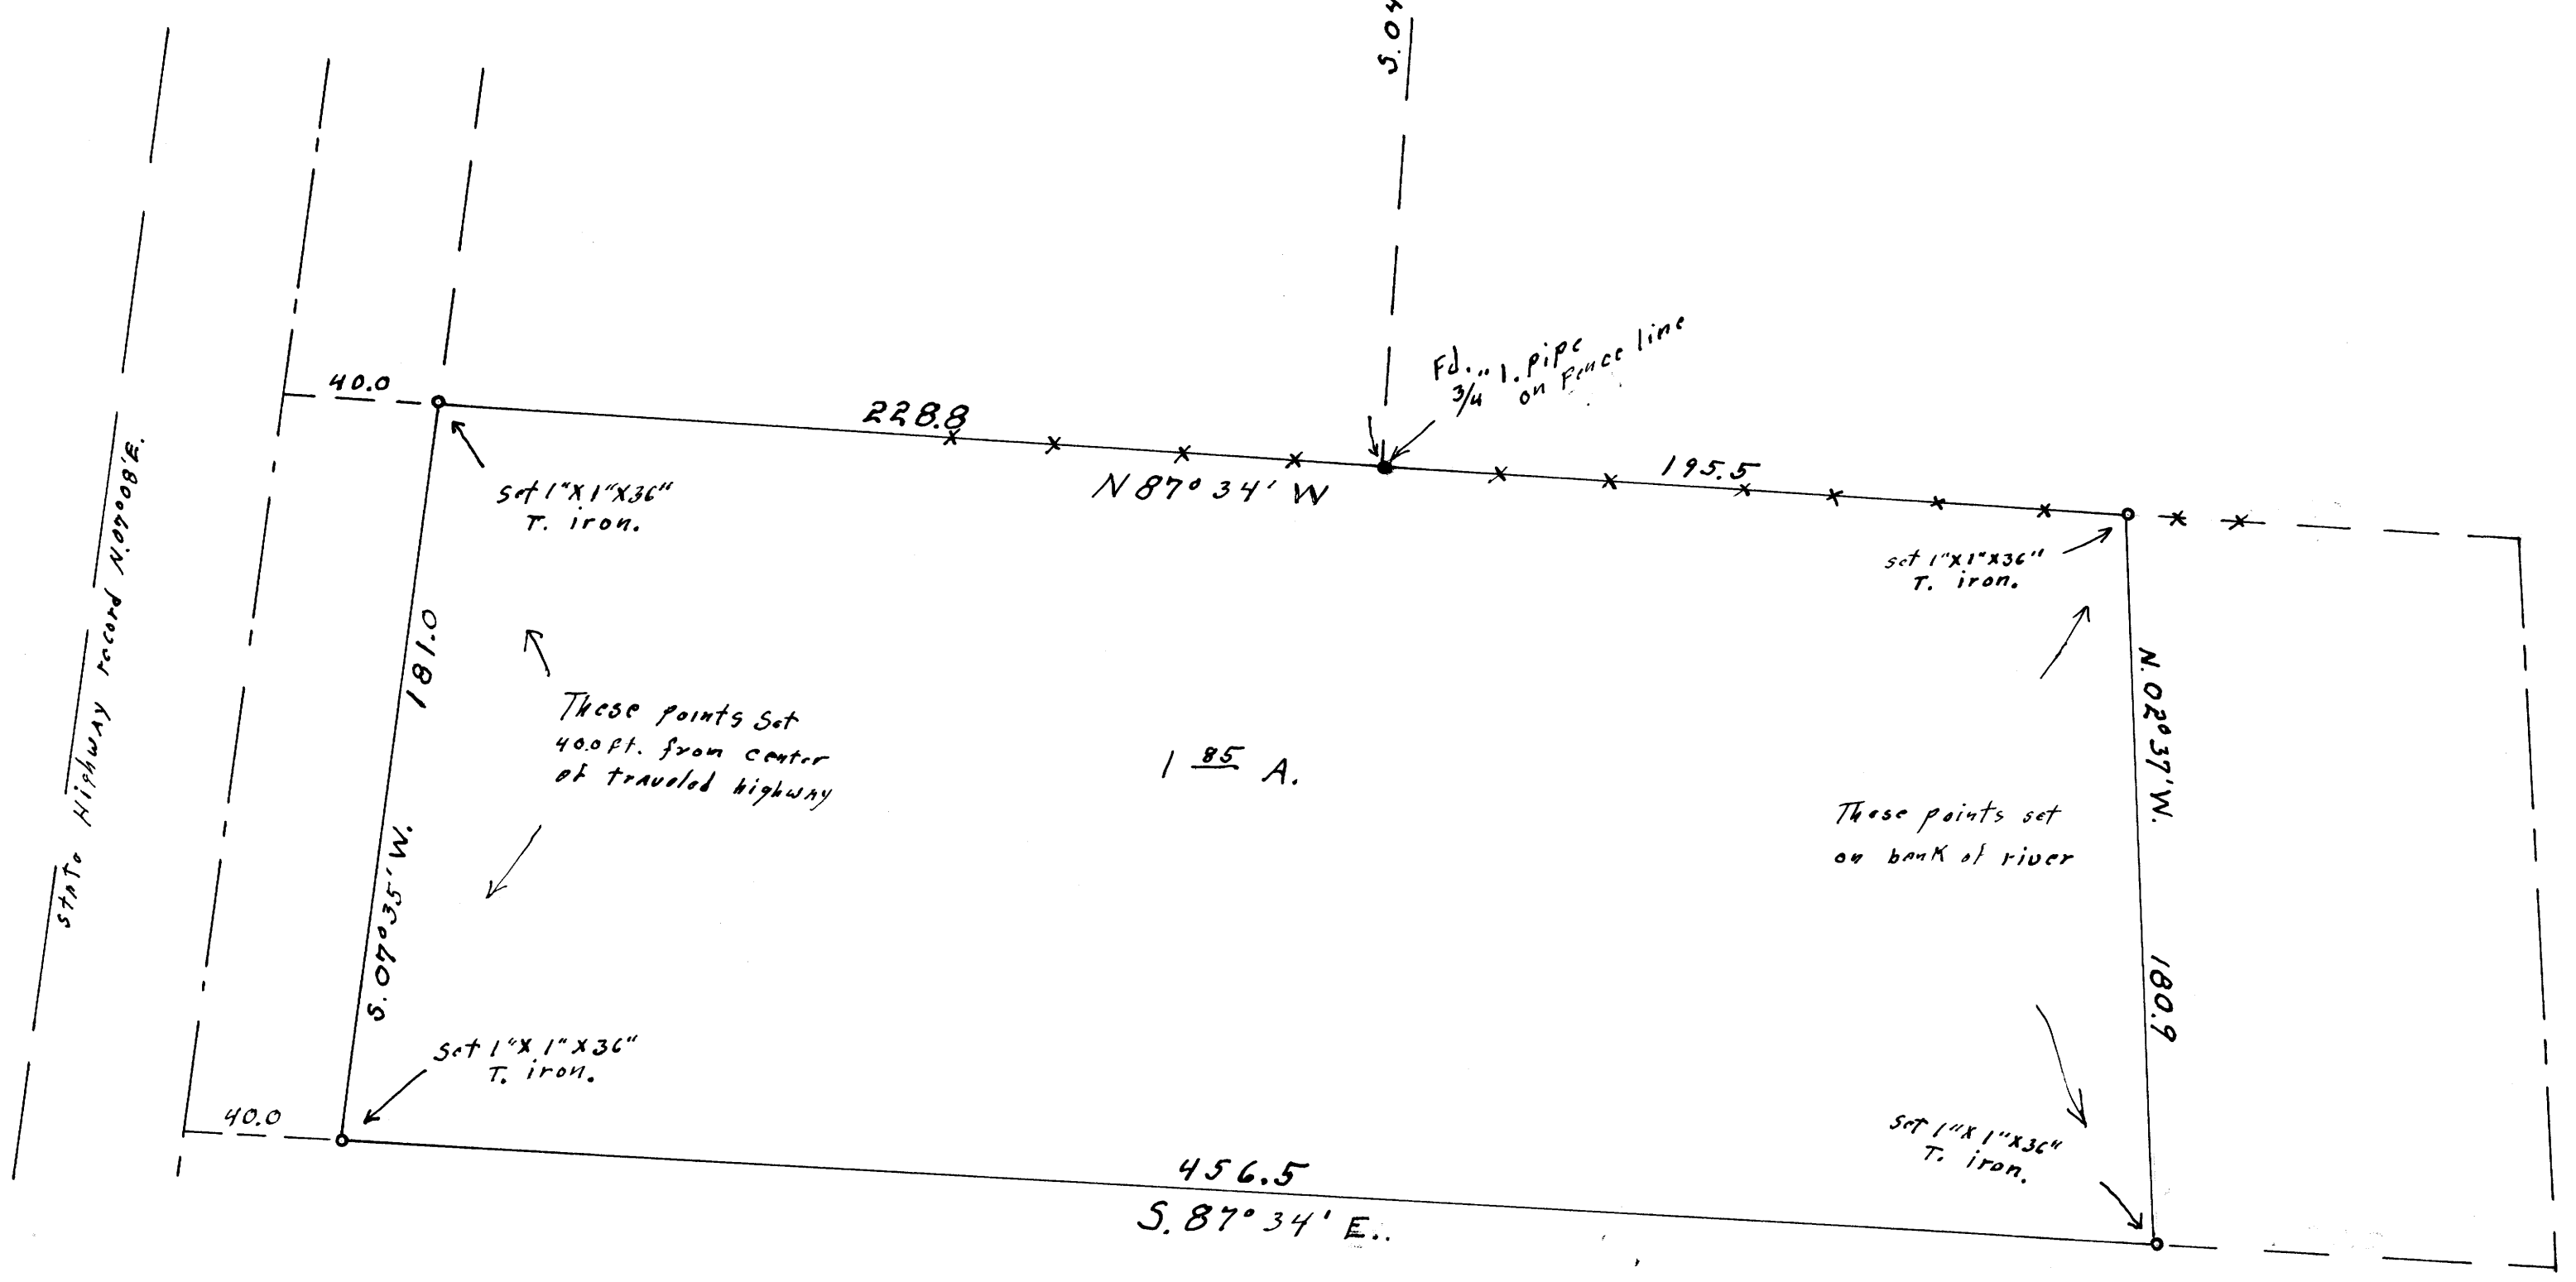 S. 04
40.0
228.8
Fd. I. pipe
3/4" on Fence line
195.5
N 87° 34' W
set 1"X1"X36"
T. iron.
set 1"X1"X36"
T. iron.
State Highway record N.07°08'E.
181.0
S. 07°35' W.
These points set
40.0 ft. from center
of traveled highway
1 85 A.
N. 02° 37' W.
180.9
These points set
on bank of river
set 1"X 1"X36"
T. iron.
40.0
set 1"X 1"X36"
T. iron.
456.5
S. 87° 34' E..